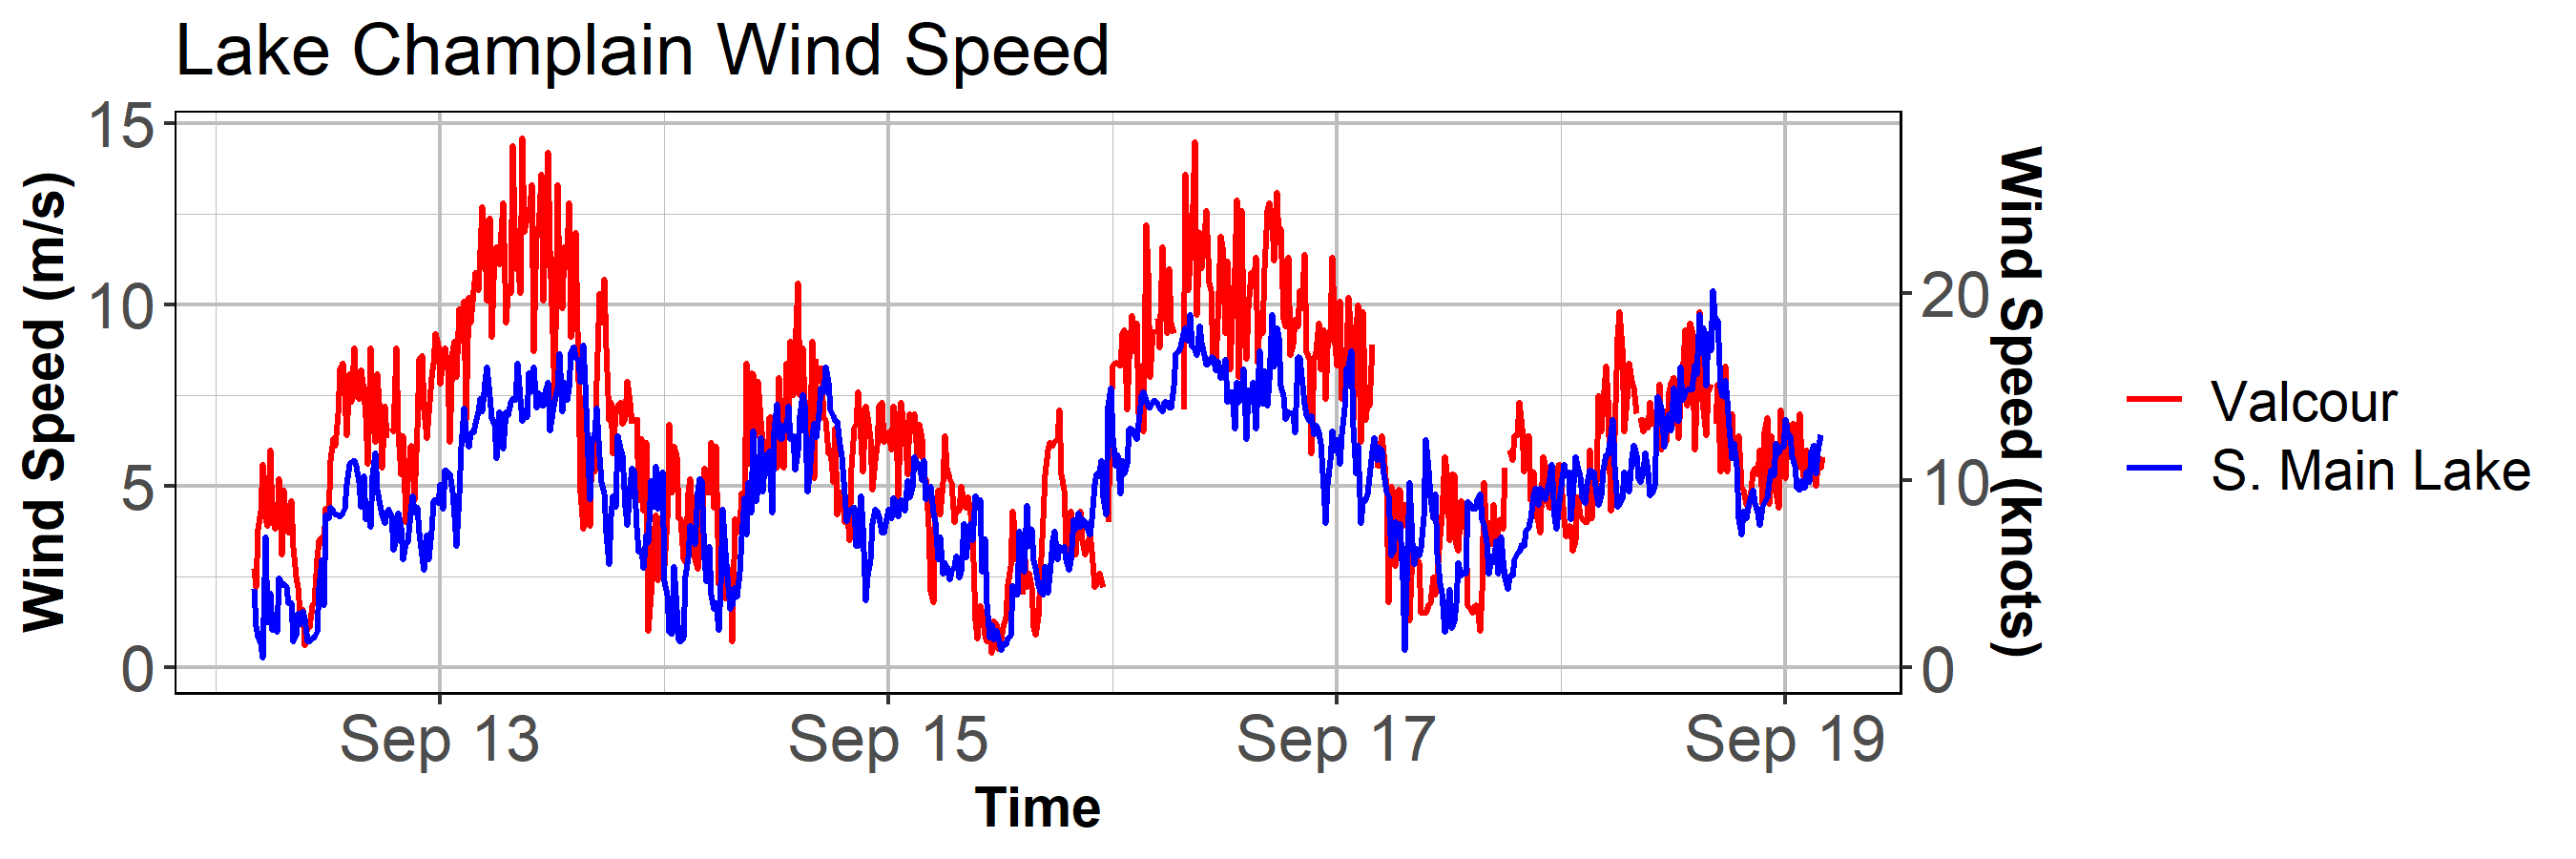 Lake Champlain Wind Speed
15
10
5
0
Wind Speed (m/s)
20
10
0
Wind Speed (knots)
Sep 13
Sep 15
Sep 17
Sep 19
Time
Valcour
S. Main Lake